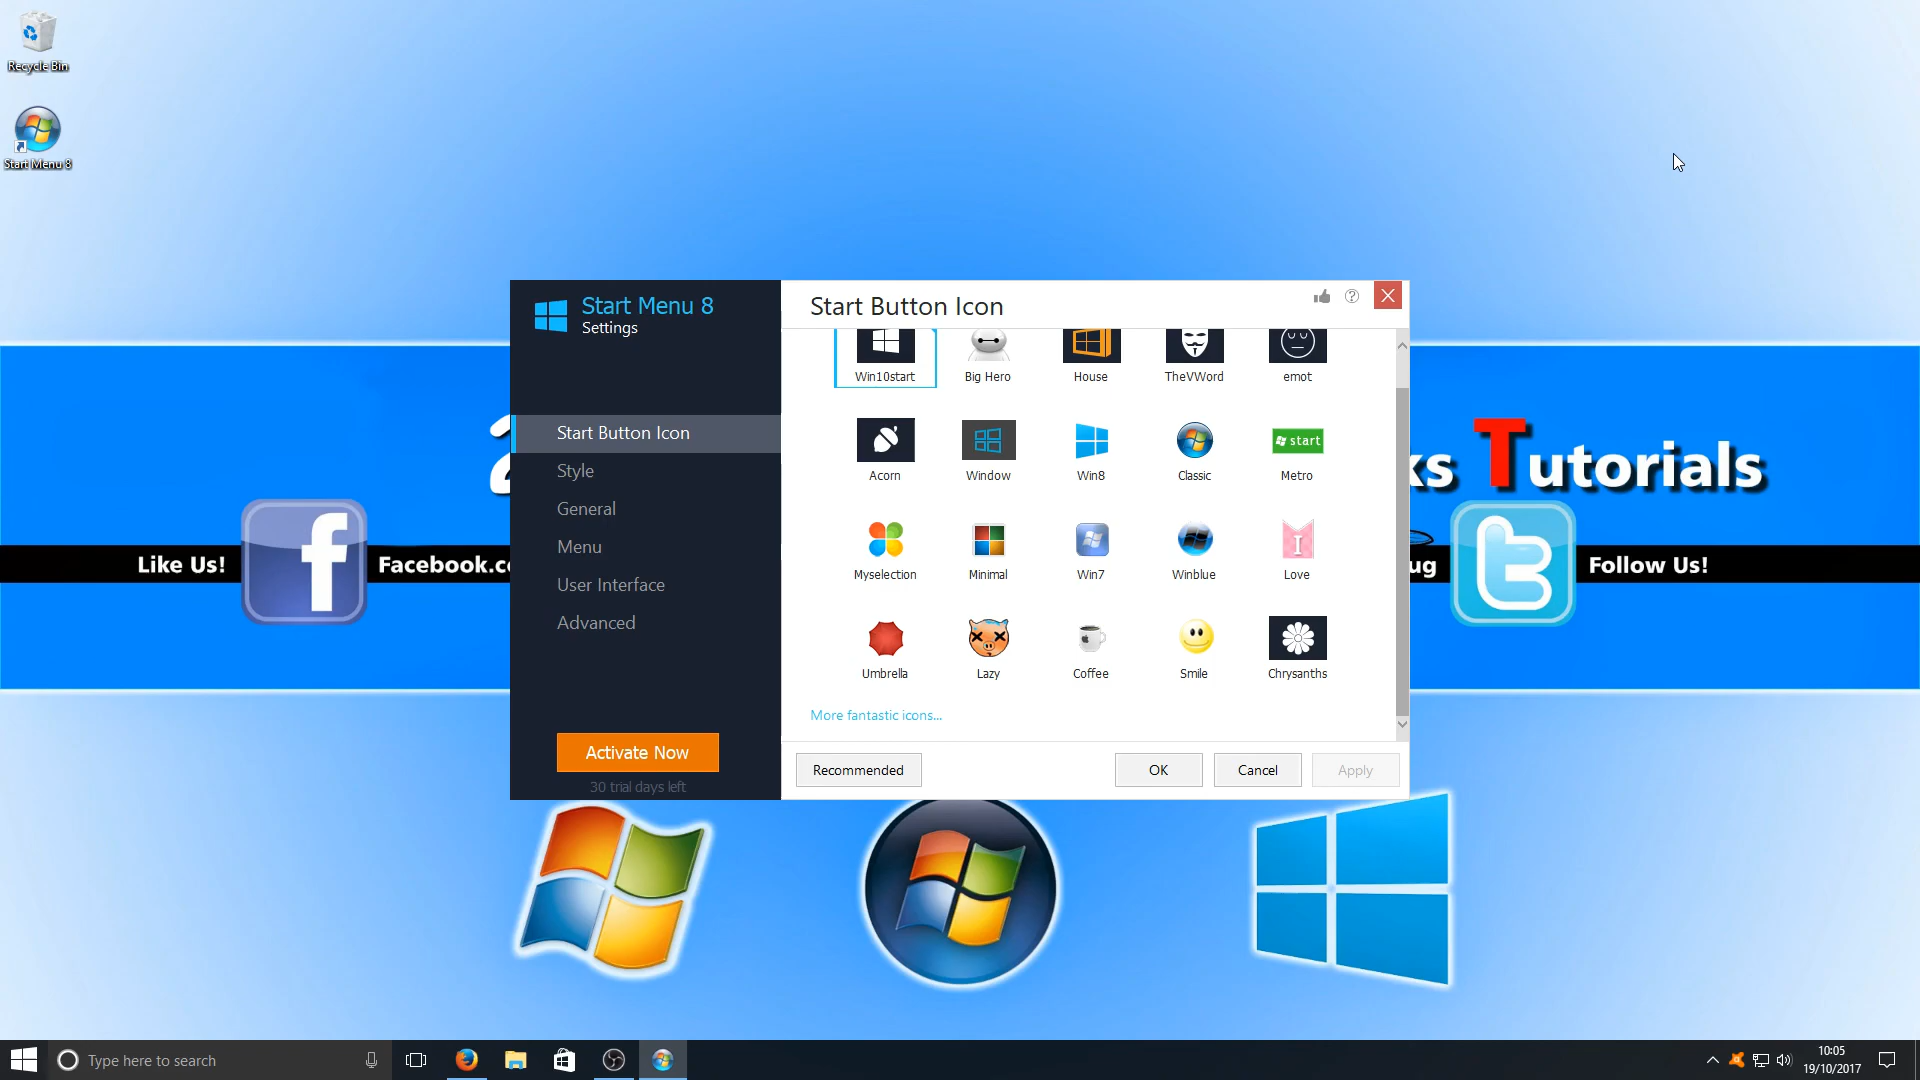 Recycle Bin
Start Menu 8
Start Menu 8
Settings
Start Button Icon
Style
General
Menu
User Interface
Advanced
Activate Now
30 trial days left
Start Button Icon
Win10start
Big Hero
House
TheVWord
emot
Acorn
Window
Win8
Classic
start
Metro
Myselection
Minimal
Win7
Winblue
I
Love
Umbrella
Lazy
Coffee
Smile
Chrysanths
More fantastic icons...
Recommended
OK
Cancel
Apply
ks Tutorials
Like Us!
f
Facebook.c
ug
t
Follow Us!
Type here to search
10:05
19/10/2017